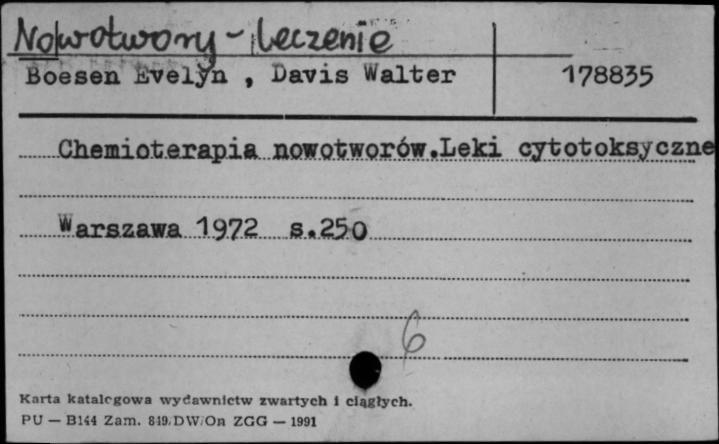 Nowotwory - leczenie
Boesen Evelyn , Davis Walter 178835
Chemioterapia nowotworów.Leki cytotoksyczne
Warszawa 1972 s.250
6
Karta katalogowa wydawnictw zwartych i ciągłych.
PU — B144 Zam. 849/DW/On ZGG — 1991